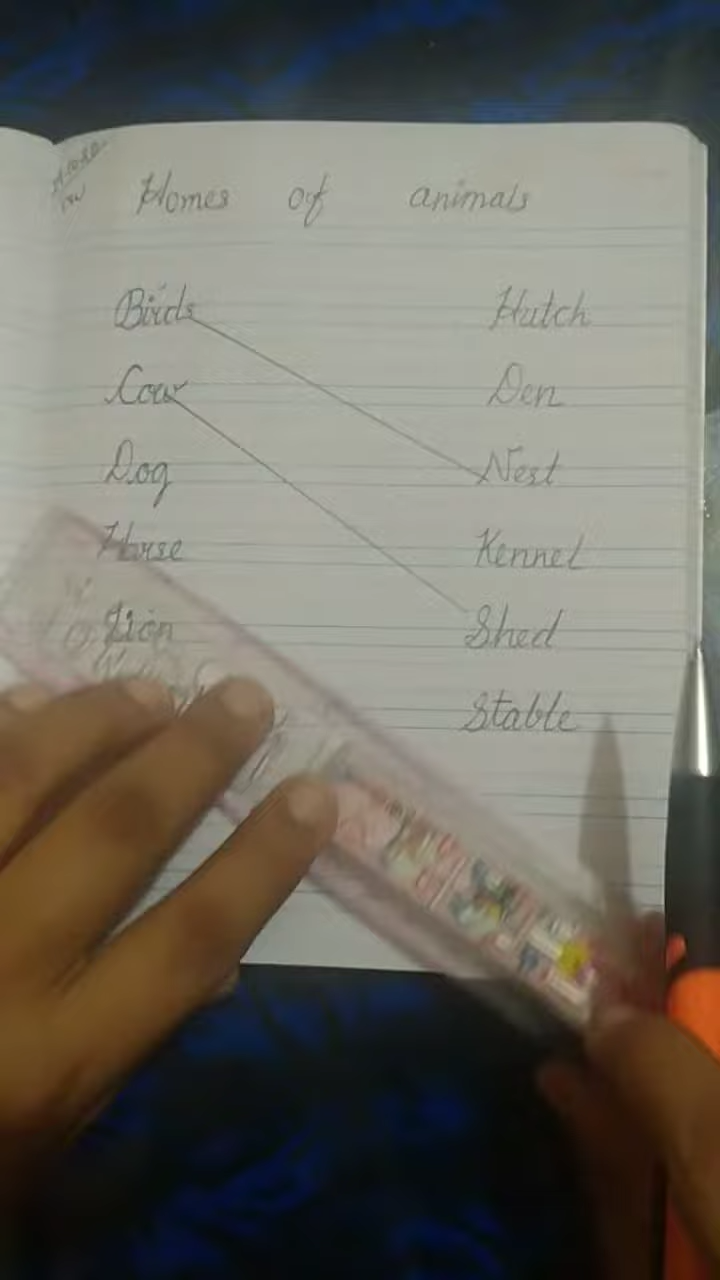 Homes of animals
Birds Hutch
Cow Den
Dog Nest
Horse Kennel
Lion Shed
Stable